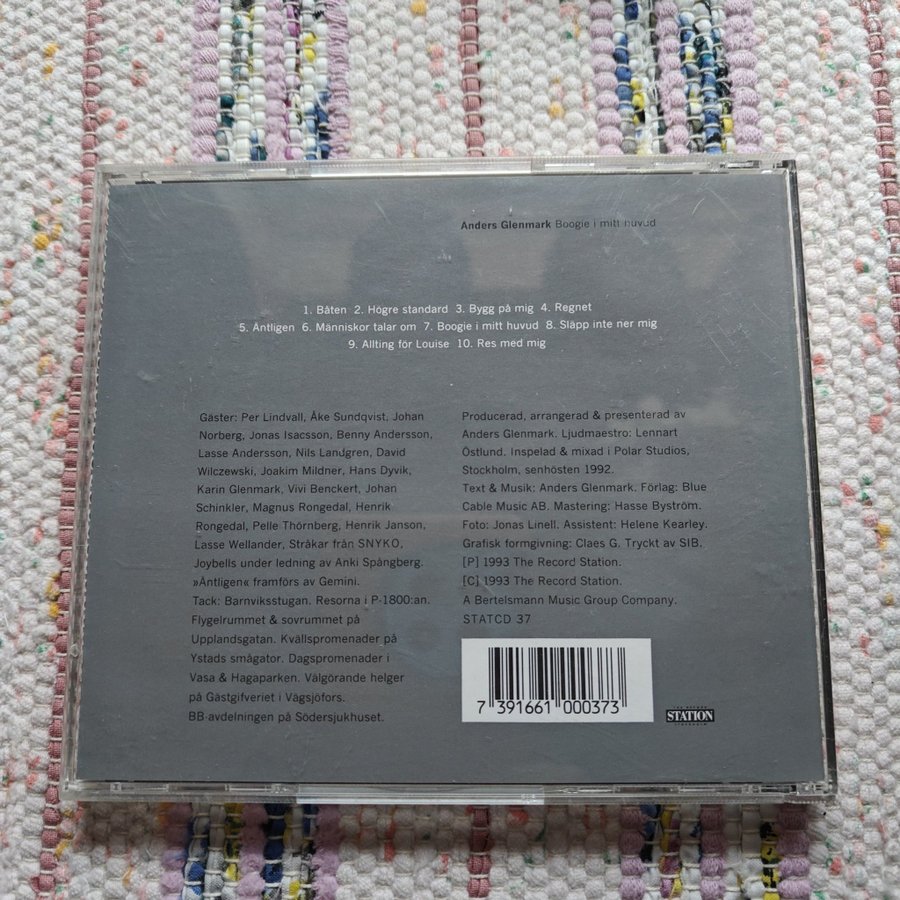 Anders Glenmark Boogie i mitt huvud
1. Båten 2. Högre standard 3. Bygg på mig 4. Regnet
5. Äntligen 6. Människor talar om 7. Boogie i mitt huvud 8. Släpp inte ner mig
9. Allting för Louise 10. Res med mig
Gäster: Per Lindvall, Åke Sundqvist, Johan
Norberg, Jonas Isacsson, Benny Andersson,
Lasse Andersson, Nils Landgren, David
Wilczewski, Joakim Mildner, Hans Dyvik,
Karin Glenmark, Vivi Benckert, Johan
Schinkler, Magnus Rongedal, Henrik
Rongedal, Pelle Thörnberg, Henrik Janson,
Lasse Wellander, Stråkar från SNYKO,
Joybells under ledning av Anki Spångberg.
»Äntligen« framförs av Gemini.
Tack: Barnviksstugan. Resorna i P-1800:an.
Flygelrummet & sovrummet på
Upplandsgatan. Kvällspromenader på
Ystads smågator. Dagspromenader i
Vasa & Hagaparken. Välgörande helger
på Gästgifveriet i Vägsjöfors.
BB-avdelningen på Södersjukhuset.
Producerad, arrangerad & presenterad av
Anders Glenmark. Ljudmaestro: Lennart
Östlund. Inspelad & mixad i Polar Studios,
Stockholm, senhösten 1992.
Text & Musik: Anders Glenmark. Förlag: Blue
Cable Music AB. Mastering: Hasse Byström.
Foto: Jonas Linell. Assistent: Helene Kearley.
Grafisk formgivning: Claes G. Tryckt av SIB.
[P] 1993 The Record Station.
[C] 1993 The Record Station.
A Bertelsmann Music Group Company.
STATCD 37
7 391661 000373
THE RECORD
STATION
STOCKHOLM